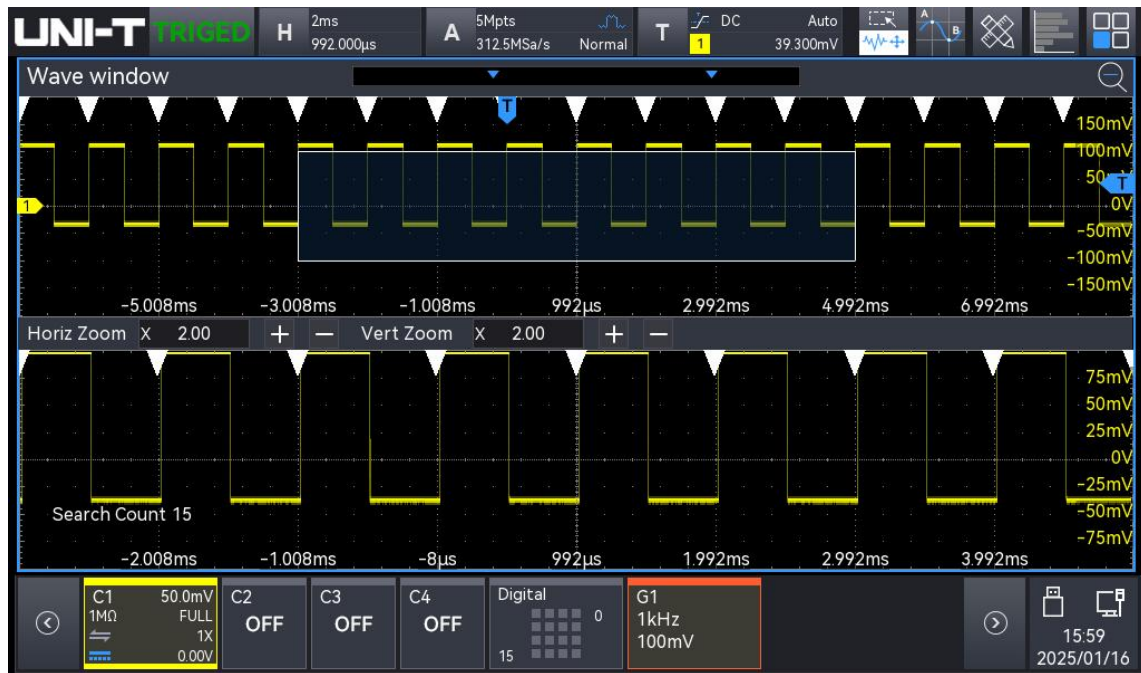 UNI-T TRIGED H 2ms 992.000µs A 5Mpts 312.5MSa/s Normal T DC 1 Auto 39.300mV A B
Wave window
T
150mV
100mV
T
1
0V
-50mV
-100mV
-150mV
-5.008ms -3.008ms -1.008ms 992µs 2.992ms 4.992ms 6.992ms
Horiz Zoom X 2.00 + − Vert Zoom X 2.00 + −
75mV
50mV
25mV
0V
-25mV
Search Count 15
-50mV
-75mV
-2.008ms -1.008ms -8µs 992µs 1.992ms 2.992ms 3.992ms
C1 50.0mV C2 C3 C4 Digital G1
1MΩ FULL OFF OFF OFF 0 1kHz
1X 100mV
0.00V 15
15:59
2025/01/16